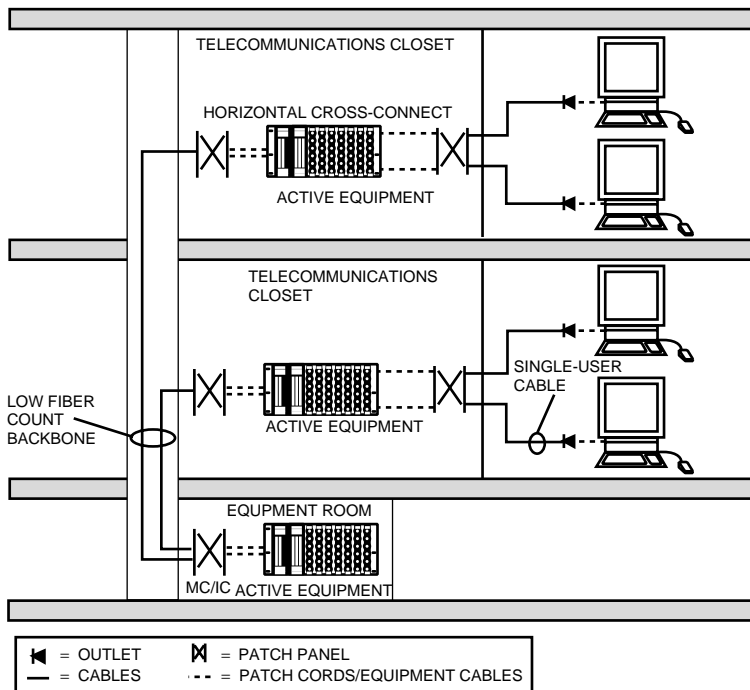 TELECOMMUNICATIONS CLOSET
HORIZONTAL CROSS-CONNECT
ACTIVE EQUIPMENT
TELECOMMUNICATIONS
CLOSET
SINGLE-USER
CABLE
LOW FIBER
COUNT
BACKBONE
ACTIVE EQUIPMENT
EQUPMENT ROOM
MC/IC
ACTIVE EQUIPMENT
= OUTLET
= PATCH PANEL
= CABLES
= PATCH CORDS/EQUIPMENT CABLES